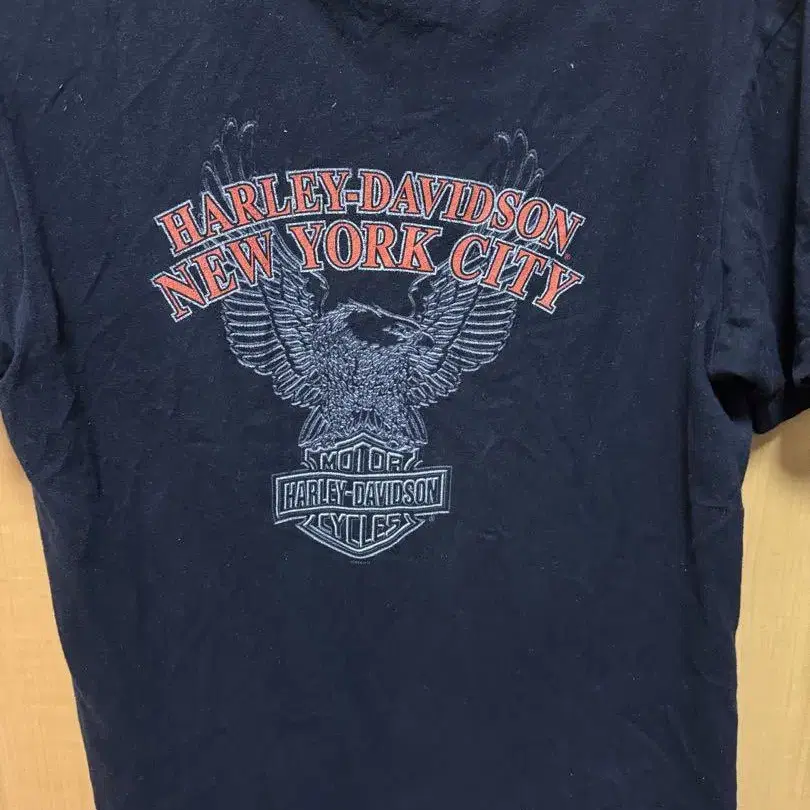 HARLEY-DAVIDSON®
NEW YORK CITY
MOTOR
HARLEY-DAVIDSON
CYCLES®